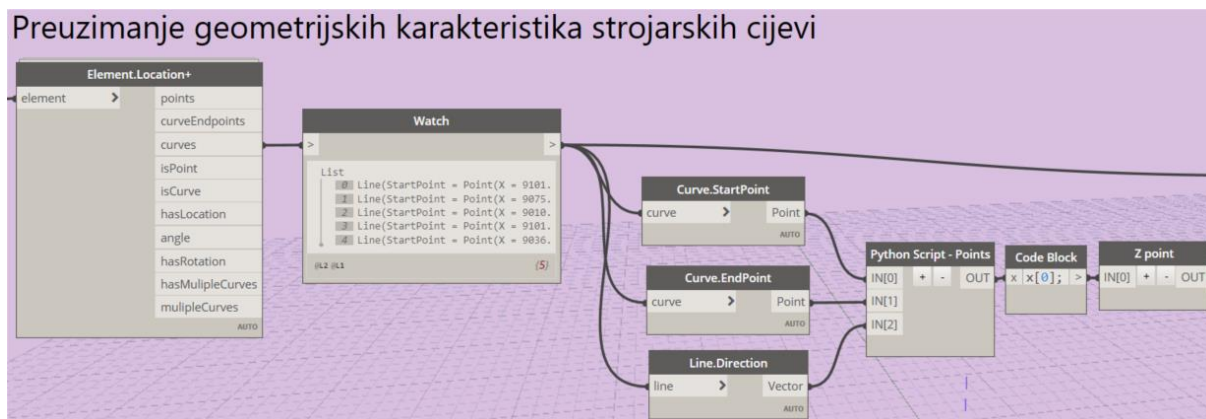 Preuzimanje geometrijskih karakteristika strojarskih cijevi
Element.Location+
element >
points
curveEndpoints
curves
isPoint
isCurve
hasLocation
angle
hasRotation
hasMulipleCurves
mulipleCurves
AUTO
Watch
> >
List
0 Line(StartPoint = Point(X = 9101.
1 Line(StartPoint = Point(X = 9075.
2 Line(StartPoint = Point(X = 9010.
3 Line(StartPoint = Point(X = 9101.
4 Line(StartPoint = Point(X = 9036.
@L2 @L1 {5}
Curve.StartPoint
curve > Point
AUTO
Curve.EndPoint
curve > Point
AUTO
Line.Direction
line > Vector
AUTO
Python Script - Points
IN[0] + - OUT
IN[1]
IN[2]
Code Block
x x[0]; >
Z point
IN[0] + - OUT